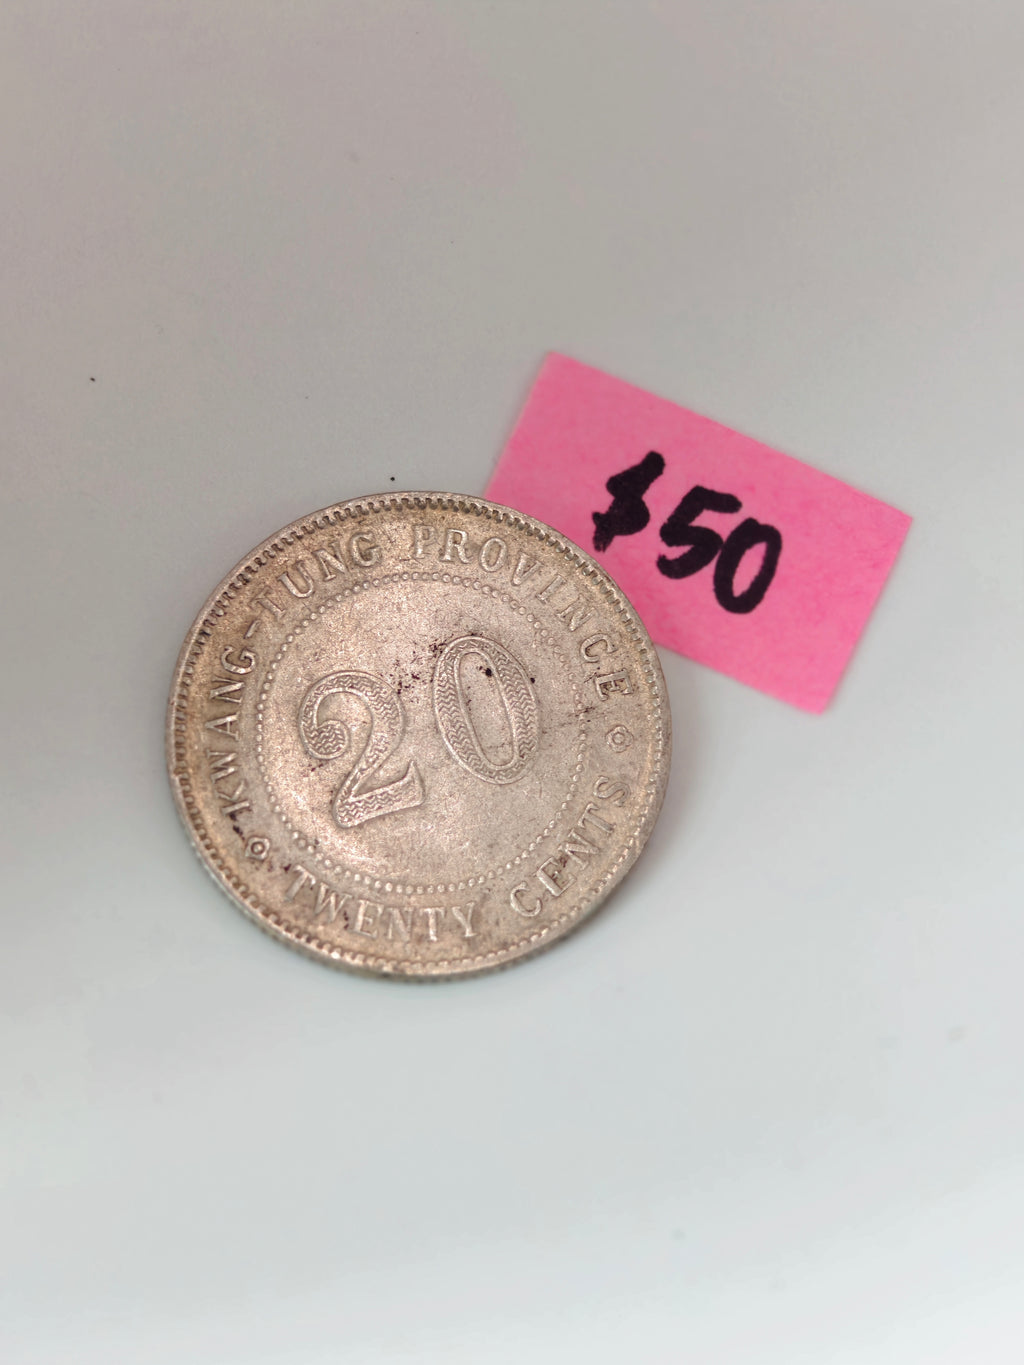 $50
KWANG-TUNG PROVINCE
20
TWENTY CENTS